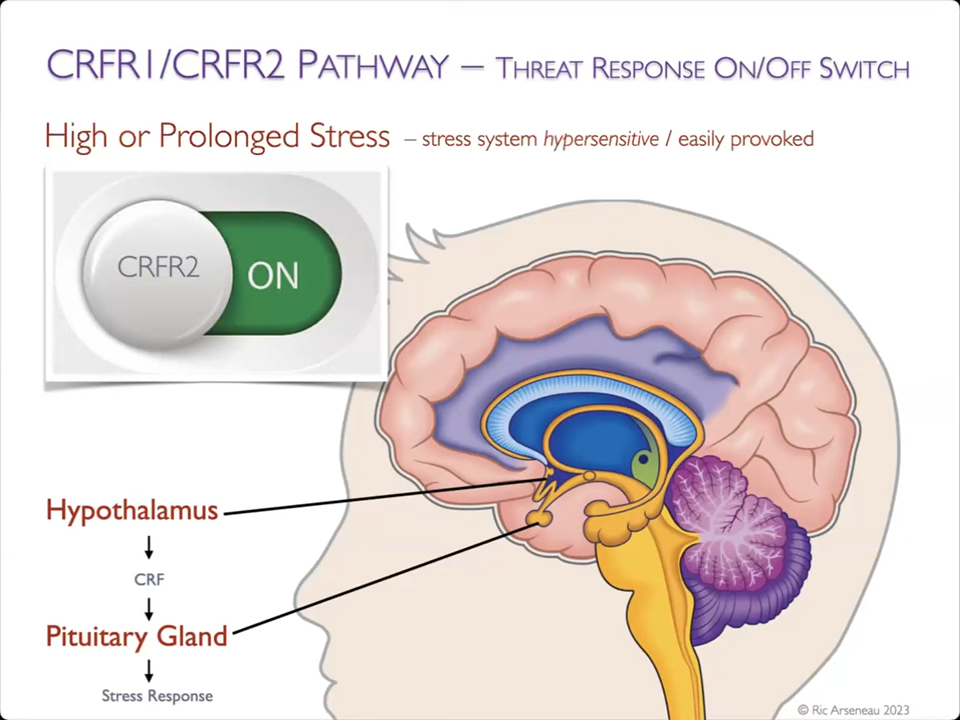 CRFR1/CRFR2 PATHWAY – THREAT RESPONSE ON/OFF SWITCH
High or Prolonged Stress – stress system hypersensitive / easily provoked
CRFR2 ON
Hypothalamus
CRF
Pituitary Gland
Stress Response
© Ric Arseneau 2023